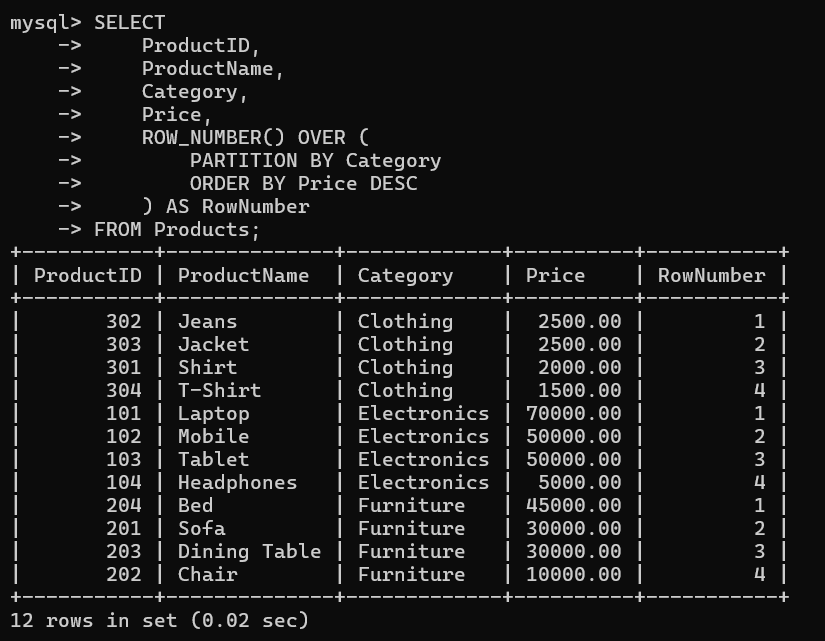 mysql> SELECT
    ->     ProductID,
    ->     ProductName,
    ->     Category,
    ->     Price,
    ->     ROW_NUMBER() OVER (
    ->         PARTITION BY Category
    ->         ORDER BY Price DESC
    ->     ) AS RowNumber
    -> FROM Products;
+-----------+--------------+-------------+----------+-----------+
| ProductID | ProductName  | Category    | Price    | RowNumber |
+-----------+--------------+-------------+----------+-----------+
|       302 | Jeans        | Clothing    |  2500.00 |         1 |
|       303 | Jacket       | Clothing    |  2500.00 |         2 |
|       301 | Shirt        | Clothing    |  2000.00 |         3 |
|       304 | T-Shirt      | Clothing    |  1500.00 |         4 |
|       101 | Laptop       | Electronics | 70000.00 |         1 |
|       102 | Mobile       | Electronics | 50000.00 |         2 |
|       103 | Tablet       | Electronics | 50000.00 |         3 |
|       104 | Headphones   | Electronics |  5000.00 |         4 |
|       204 | Bed          | Furniture   | 45000.00 |         1 |
|       201 | Sofa         | Furniture   | 30000.00 |         2 |
|       203 | Dining Table | Furniture   | 30000.00 |         3 |
|       202 | Chair        | Furniture   | 10000.00 |         4 |
+-----------+--------------+-------------+----------+-----------+
12 rows in set (0.02 sec)